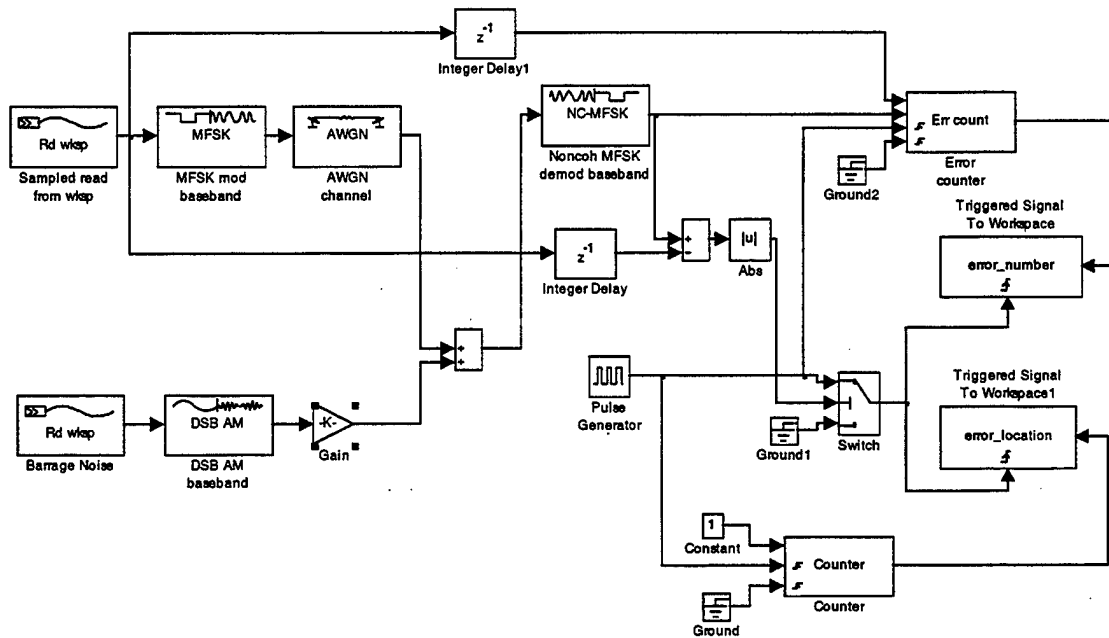 z-1
Integer Delay1
Rd wksp
Sampled read
from wksp
MFSK
MFSK mod
baseband
AWGN
AWGN
channel
NC-MFSK
Noncoh MFSK
demod baseband
Err count
Error
counter
Ground2
z-1
Integer Delay
+
-
|u|
Abs
Triggered Signal
To Workspace
error_number
+
+
Pulse
Generator
Ground1
Switch
Triggered Signal
To Workspace1
error_location
Rd wksp
Barrage Noise
DSB AM
DSB AM
baseband
-K-
Gain
1
Constant
Counter
Counter
Ground